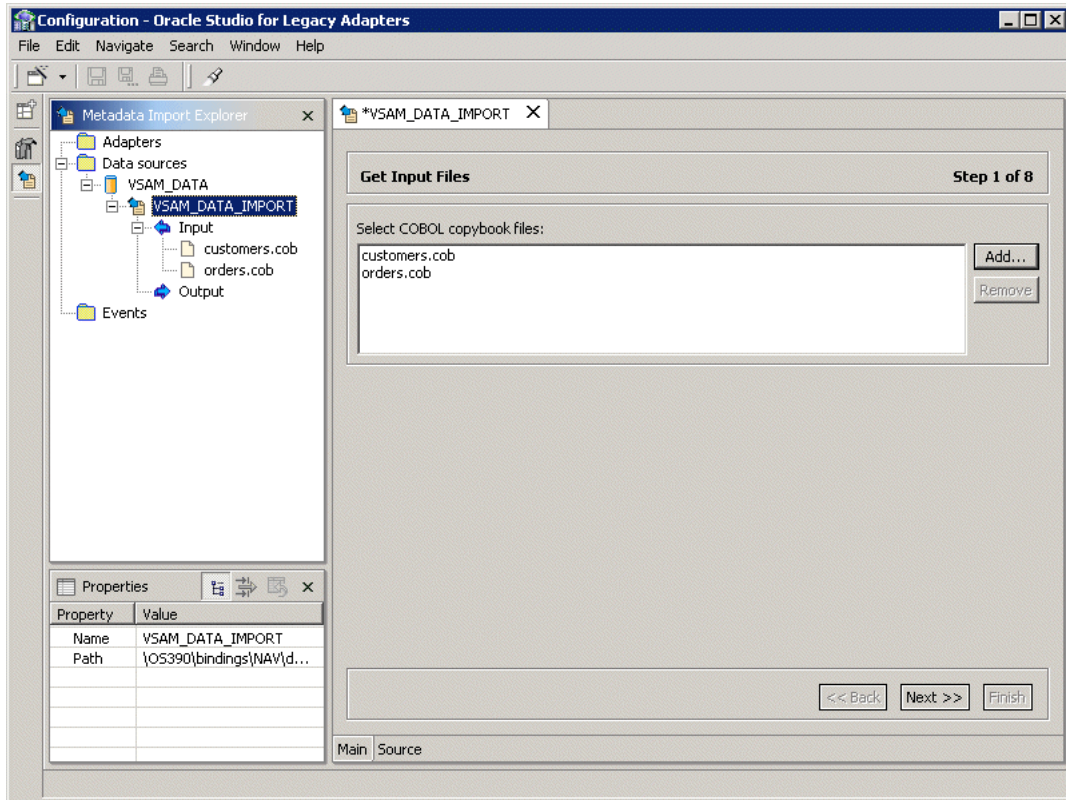 Configuration - Oracle Studio for Legacy Adapters
File Edit Navigate Search Window Help
Metadata Import Explorer
*VSAM_DATA_IMPORT
Adapters
Data sources
VSAM_DATA
VSAM_DATA_IMPORT
Input
customers.cob
orders.cob
Output
Events
Get Input Files Step 1 of 8
Select COBOL copybook files:
customers.cob
orders.cob
Add...
Remove
Properties
Property Value
Name VSAM_DATA_IMPORT
Path \OS390\bindings\NAV\d...
<< Back Next >> Finish
Main Source